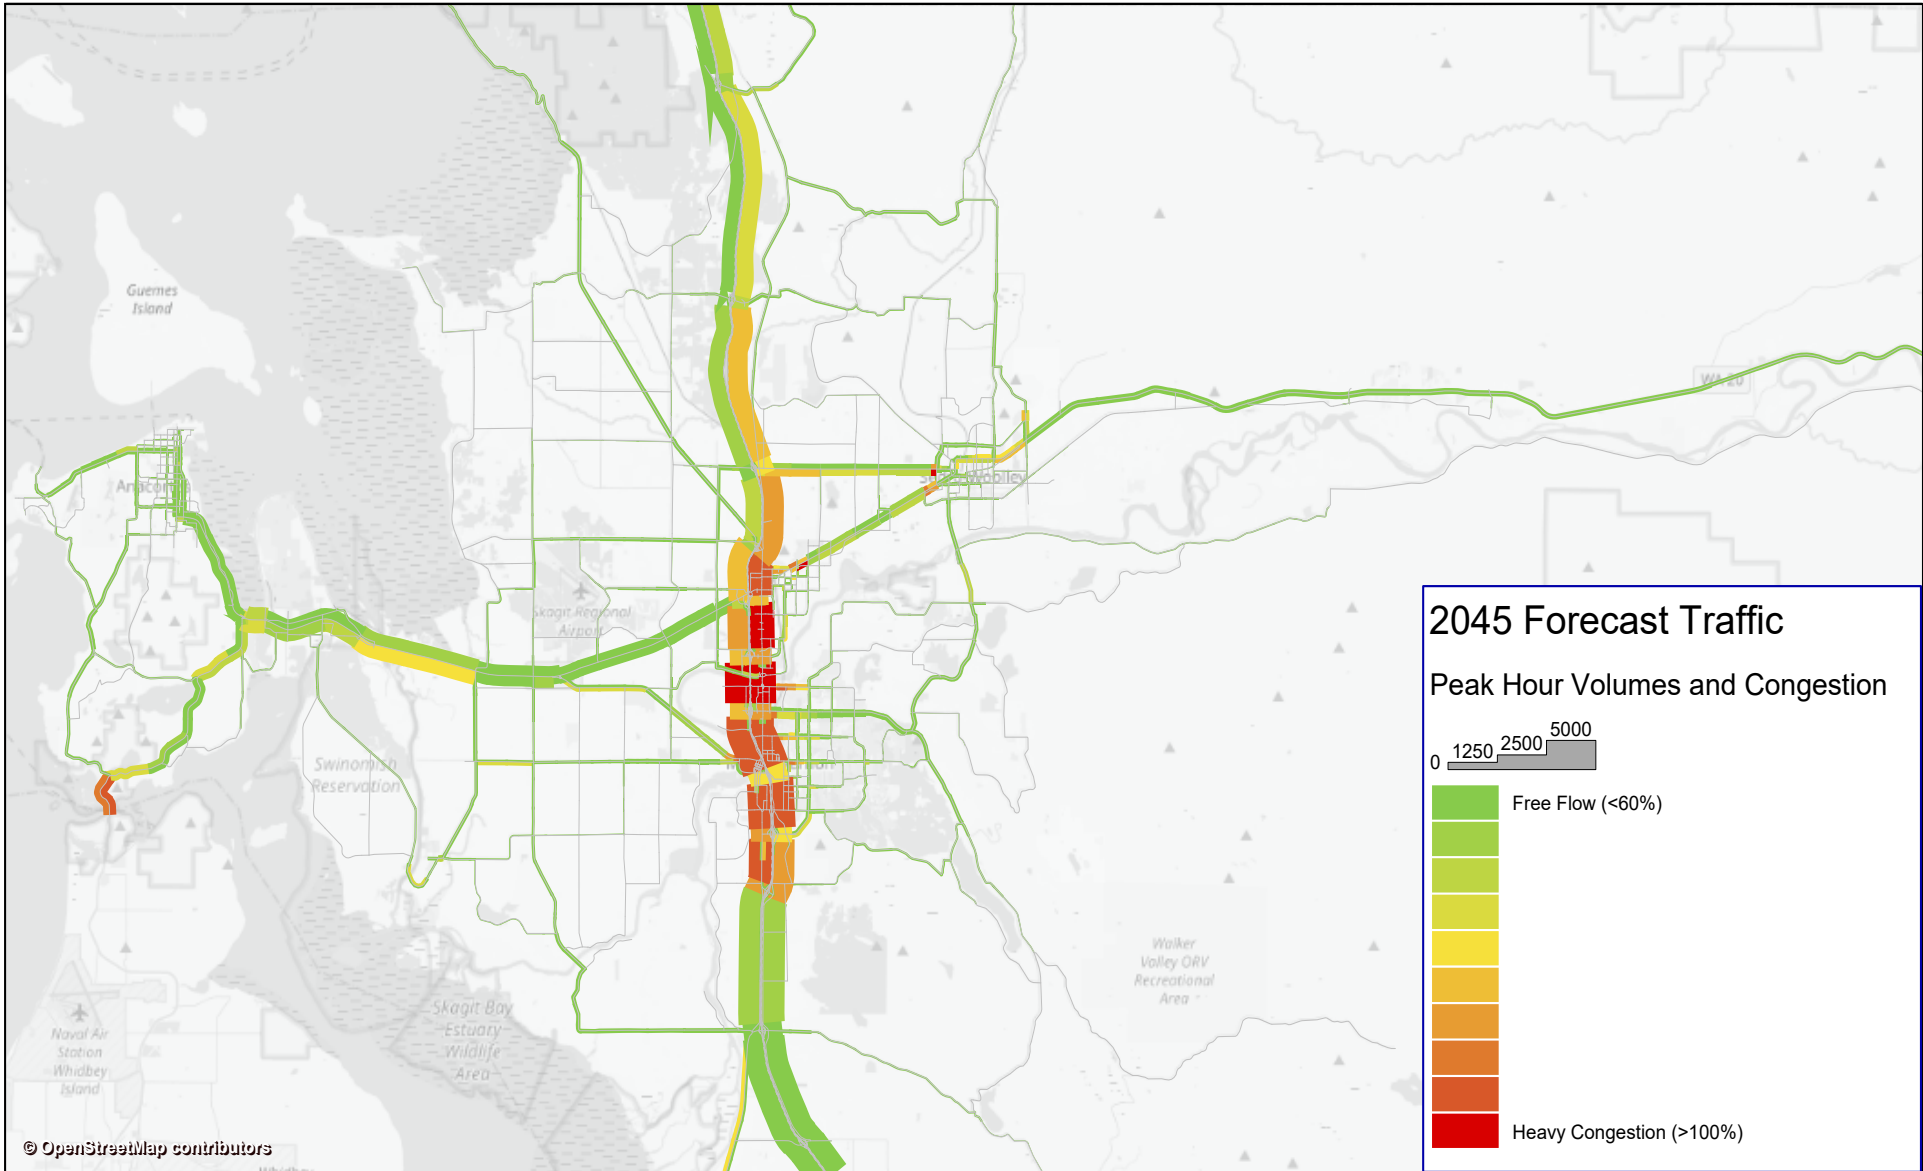 Guemes
Island
WA 20
Skagit Regional
Airport
Swinomish
Reservation
2045 Forecast Traffic
Peak Hour Volumes and Congestion
0 1250 2500 5000
Free Flow (<60%)
Walker
Valley ORV
Recreational
Area
Skagit Bay
Estuary
Wildlife
Area
Naval Air
Station
Whidbey
Island
Heavy Congestion (>100%)
© OpenStreetMap contributors